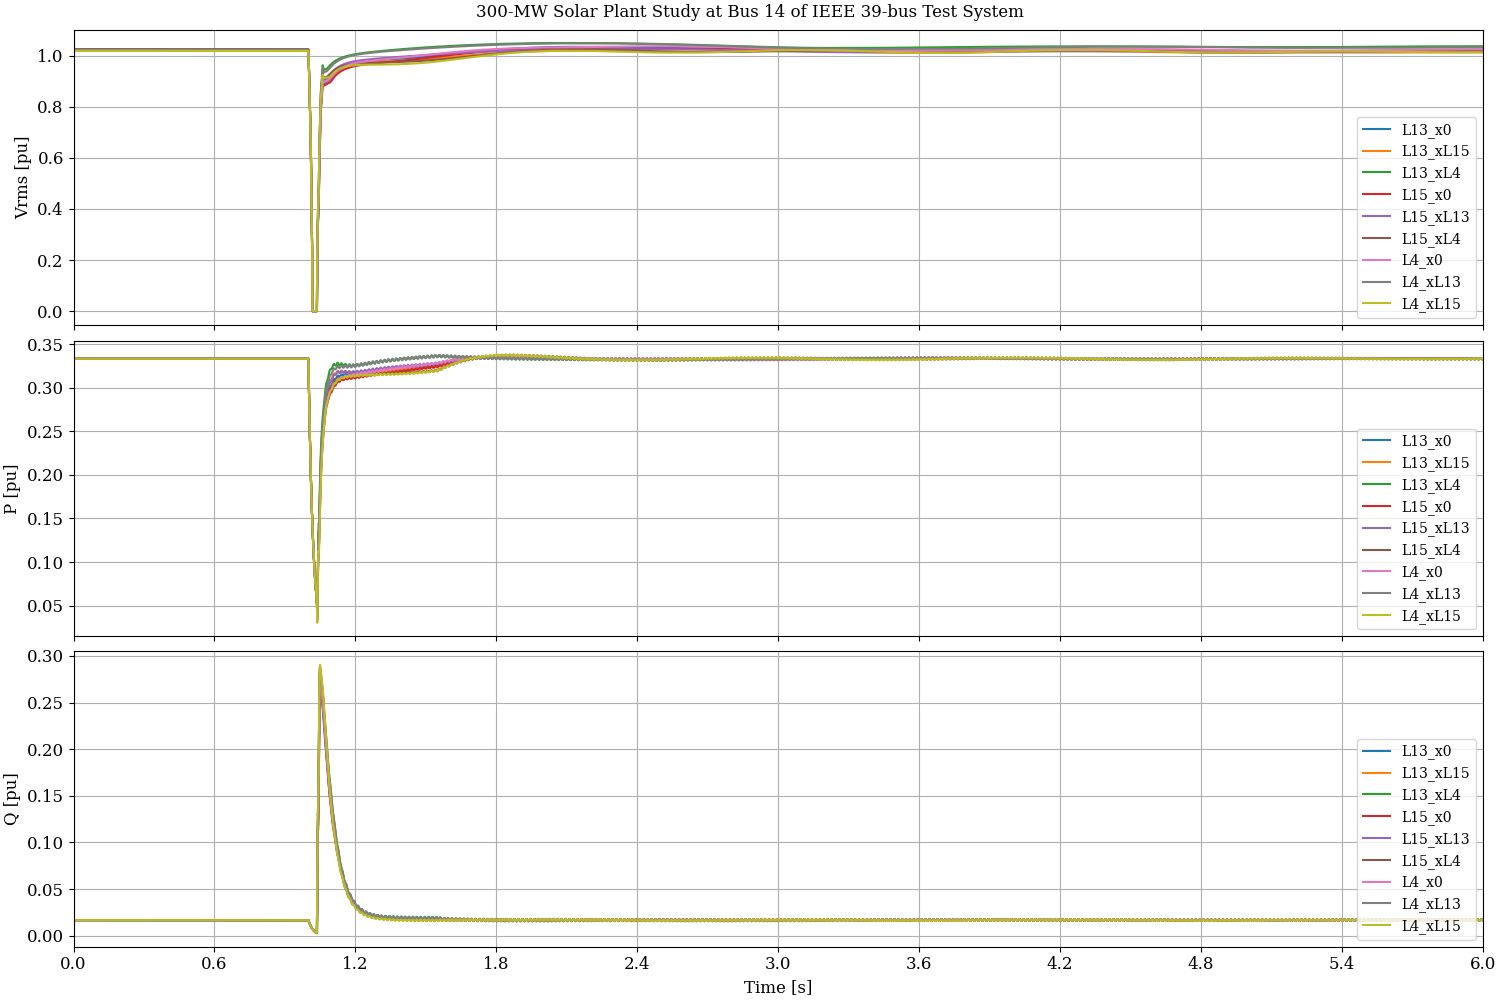 300-MW Solar Plant Study at Bus 14 of IEEE 39-bus Test System
Vrms [pu]
1.0
0.8
0.6
0.4
0.2
0.0
L13_x0
L13_xL15
L13_xL4
L15_x0
L15_xL13
L15_xL4
L4_x0
L4_xL13
L4_xL15
P [pu]
0.35
0.30
0.25
0.20
0.15
0.10
0.05
L13_x0
L13_xL15
L13_xL4
L15_x0
L15_xL13
L15_xL4
L4_x0
L4_xL13
L4_xL15
Q [pu]
0.30
0.25
0.20
0.15
0.10
0.05
0.00
L13_x0
L13_xL15
L13_xL4
L15_x0
L15_xL13
L15_xL4
L4_x0
L4_xL13
L4_xL15
0.0 0.6 1.2 1.8 2.4 3.0 3.6 4.2 4.8 5.4 6.0
Time [s]